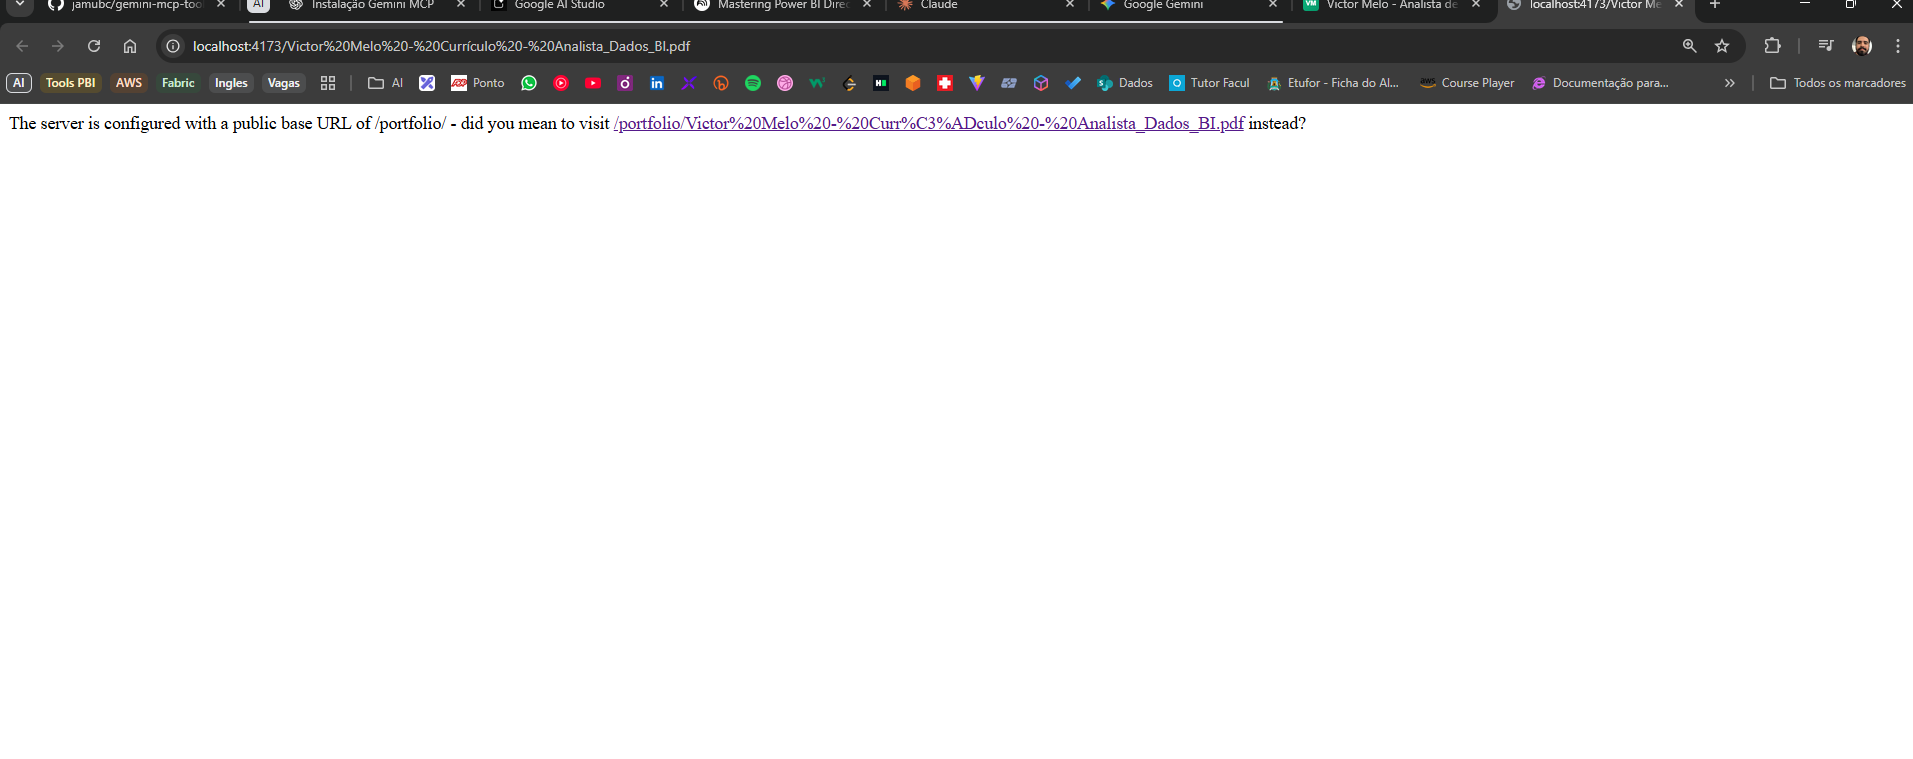 jamubc/gemini-mcp-too
AI
Instalação Gemini MCP
Google AI Studio
Mastering Power BI Direc
Claude
Google Gemini
VM
Victor Melo - Analista de
localhost:4173/Victor Me
localhost:4173/Victor%20Melo%20-%20Currículo%20-%20Analista_Dados_BI.pdf
AI
Tools PBI
AWS
Fabric
Ingles
Vagas
AI
Ponto
Dados
Tutor Facul
Etufor - Ficha do Al...
Course Player
Documentação para...
Todos os marcadores
The server is configured with a public base URL of /portfolio/ - did you mean to visit /portfolio/Victor%20Melo%20-%20Curr%C3%ADculo%20-%20Analista_Dados_BI.pdf instead?